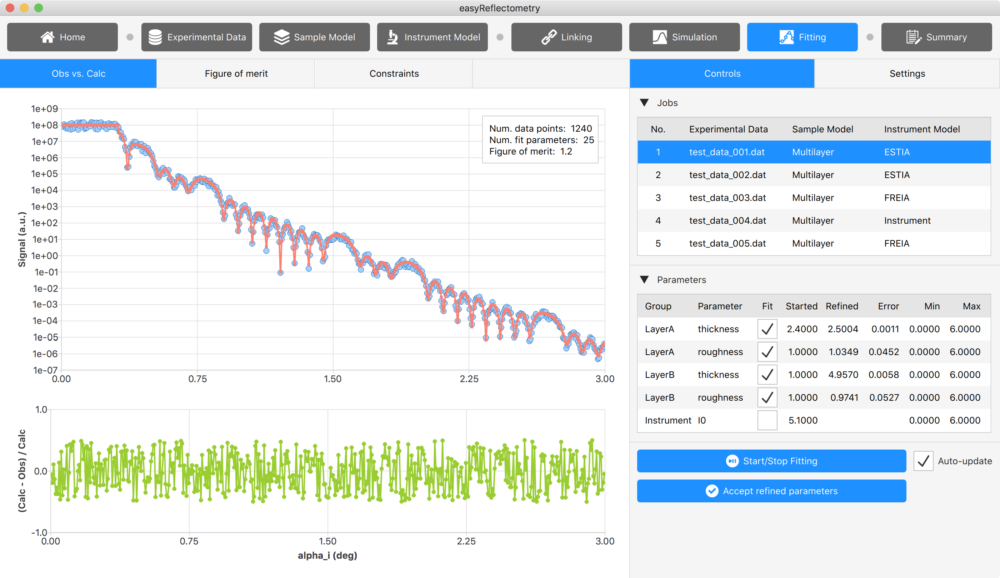 easyReflectometry
Home Experimental Data Sample Model Instrument Model Linking Simulation Fitting Summary
Obs vs. Calc Figure of merit Constraints
Signal (a.u.)
1e+09
1e+08
1e+07
1e+06
1e+05
1e+04
1e+03
1e+02
1e+01
1e+00
1e-01
1e-02
1e-03
1e-04
1e-05
1e-06
1e-07
0.00 0.75 1.50 2.25 3.00
Num. data points: 1240
Num. fit parameters: 25
Figure of merit: 1.2
(Calc - Obs) / Calc
1.0
0.0
-1.0
0.00 0.75 1.50 2.25 3.00
alpha_i (deg)
Controls Settings
Jobs
No. Experimental Data Sample Model Instrument Model
1 test_data_001.dat Multilayer ESTIA
2 test_data_002.dat Multilayer ESTIA
3 test_data_003.dat Multilayer FREIA
4 test_data_004.dat Multilayer Instrument
5 test_data_005.dat Multilayer FREIA
Parameters
Group Parameter Fit Started Refined Error Min Max
LayerA thickness 2.4000 2.5004 0.0011 0.0000 6.0000
LayerA roughness 1.0000 1.0349 0.0452 0.0000 6.0000
LayerB thickness 1.0000 4.9570 0.0058 0.0000 6.0000
LayerB roughness 1.0000 0.9741 0.0527 0.0000 6.0000
Instrument I0 5.1000 0.0000 6.0000
Start/Stop Fitting Auto-update
Accept refined parameters